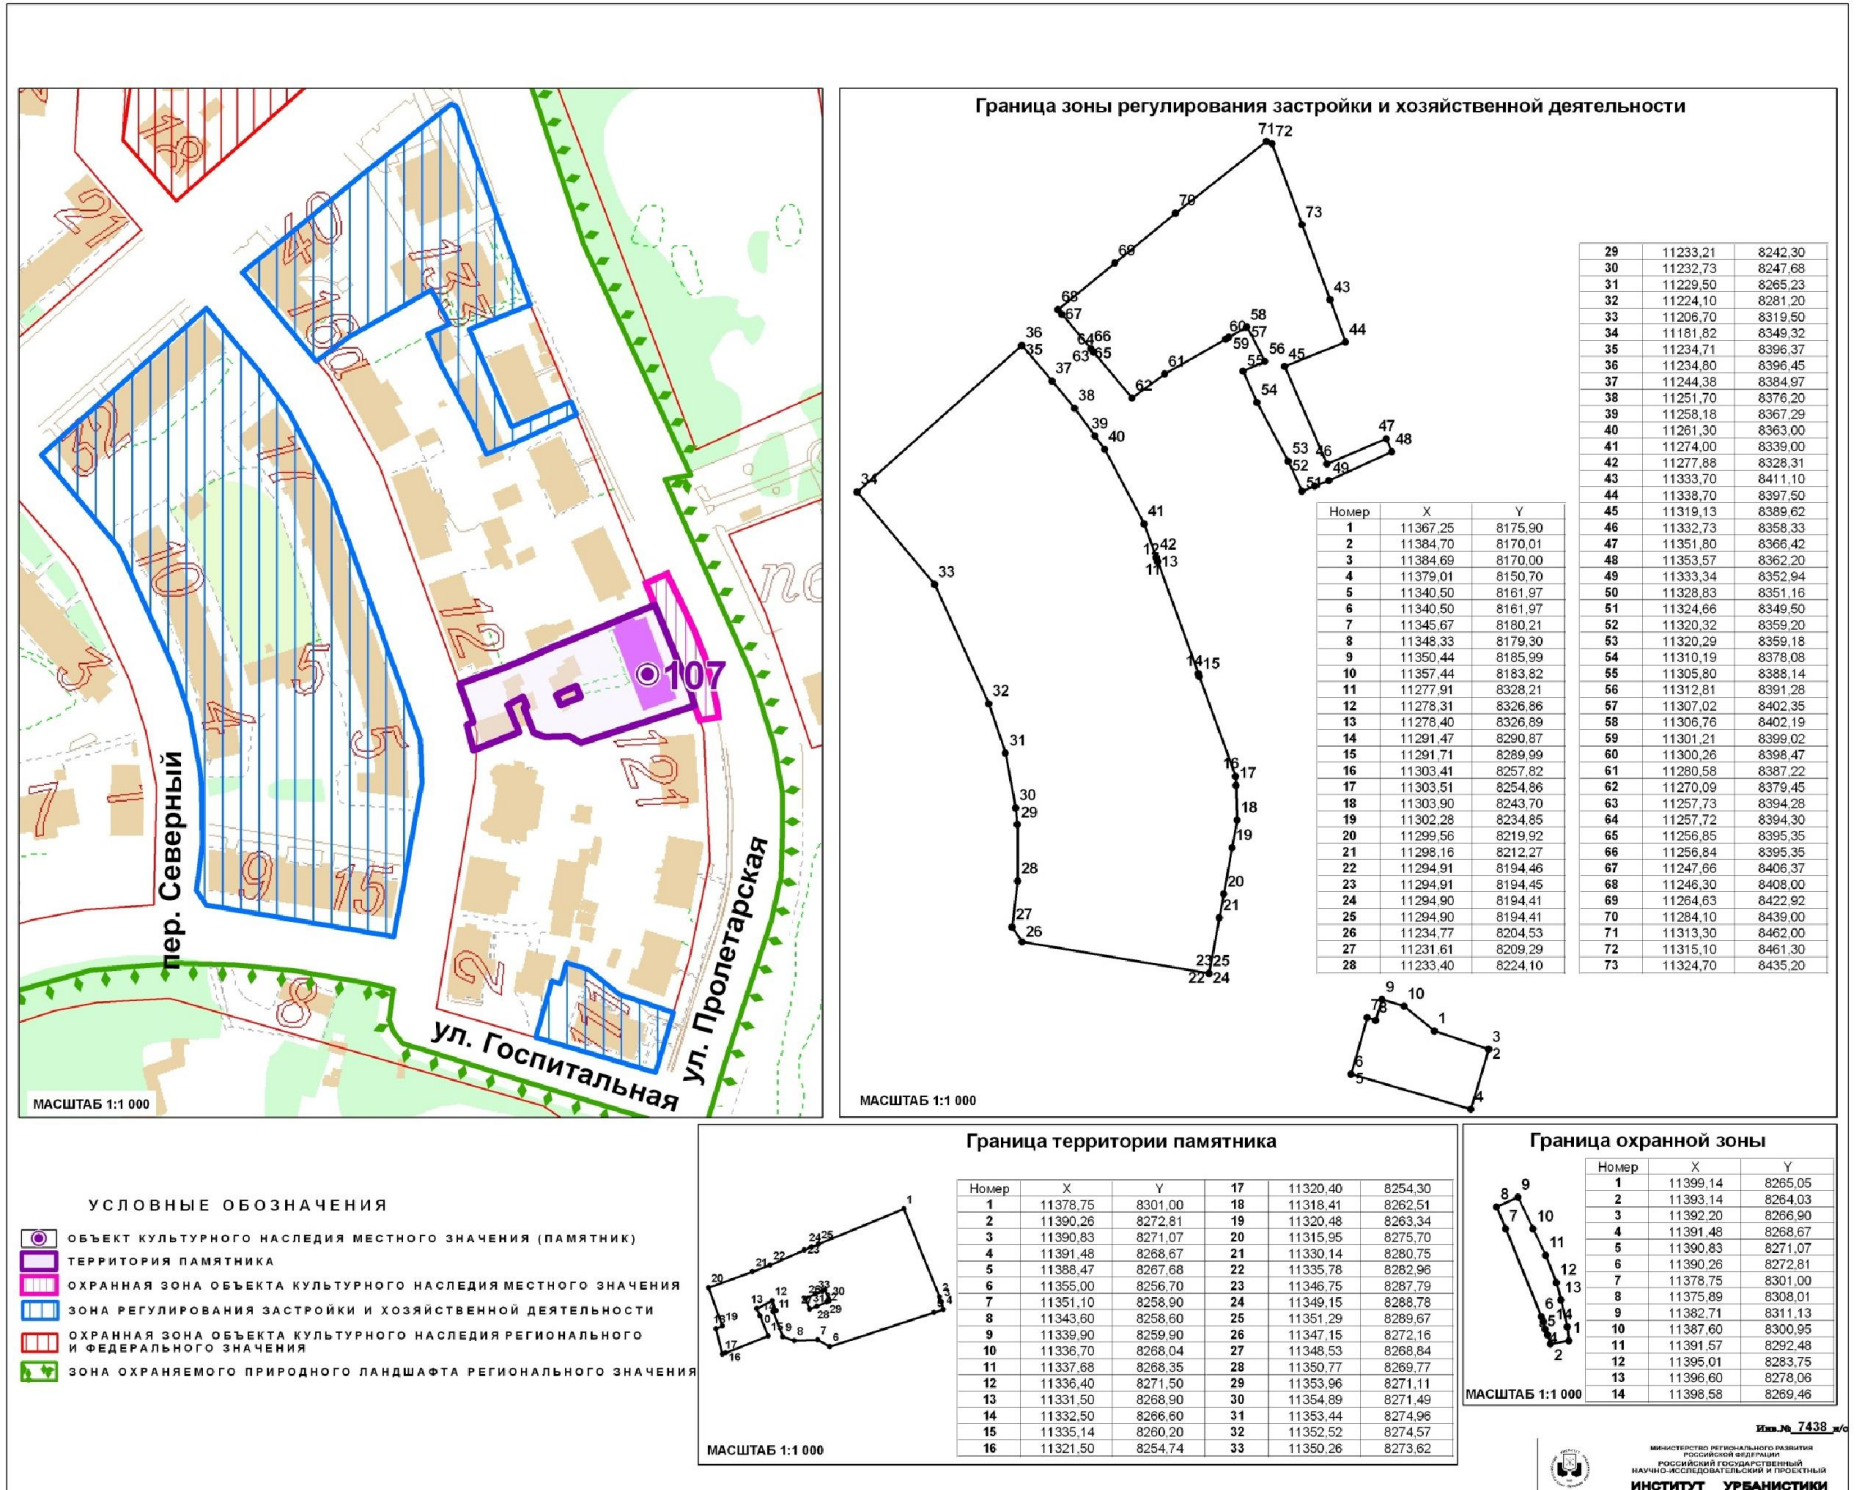 18
21
40
133
18а
32
11
10
12
5
3
4
5
7
1
9
15
121
2
117
8
107
пер. Северный
ул. Пролетарская
ул. Госпитальная
МАСШТАБ 1:1 000
Граница зоны регулирования застройки и хозяйственной деятельности
29 11233,21 8242,30
30 11232,73 8247,68
31 11229,50 8265,23
32 11224,10 8281,20
33 11206,70 8319,50
34 11181,82 8349,32
35 11234,71 8396,37
36 11234,80 8396,45
37 11244,38 8384,97
38 11251,70 8376,20
39 11258,18 8367,29
40 11261,30 8363,00
41 11274,00 8339,00
42 11277,88 8328,31
43 11333,70 8411,10
44 11338,70 8397,50
45 11319,13 8389,62
46 11332,73 8358,33
47 11351,80 8366,42
48 11353,57 8362,20
49 11333,34 8352,94
50 11328,83 8351,16
51 11324,66 8349,50
52 11320,32 8359,20
53 11320,29 8359,18
54 11310,19 8378,08
55 11305,80 8388,14
56 11312,81 8391,28
57 11307,02 8402,35
58 11306,76 8402,19
59 11301,21 8399,02
60 11300,26 8398,47
61 11280,58 8387,22
62 11270,09 8379,45
63 11257,73 8394,28
64 11257,72 8394,30
65 11256,85 8395,35
66 11256,84 8395,35
67 11247,66 8406,37
68 11246,30 8408,00
69 11264,63 8422,92
70 11284,10 8439,00
71 11313,30 8462,00
72 11315,10 8461,30
73 11324,70 8435,20
Номер X Y
1 11367,25 8175,90
2 11384,70 8170,01
3 11384,69 8170,00
4 11379,01 8150,70
5 11340,50 8161,97
6 11340,50 8161,97
7 11345,67 8180,21
8 11348,33 8179,30
9 11350,44 8185,99
10 11357,44 8183,82
11 11277,91 8328,21
12 11278,31 8326,86
13 11278,40 8326,89
14 11291,47 8290,87
15 11291,71 8289,99
16 11303,41 8257,82
17 11303,51 8254,86
18 11303,90 8243,70
19 11302,28 8234,85
20 11299,56 8219,92
21 11298,16 8212,27
22 11294,91 8194,46
23 11294,91 8194,45
24 11294,90 8194,41
25 11294,90 8194,41
26 11234,77 8204,53
27 11231,61 8209,29
28 11233,40 8224,10
МАСШТАБ 1:1 000
УСЛОВНЫЕ ОБОЗНАЧЕНИЯ
ОБЪЕКТ КУЛЬТУРНОГО НАСЛЕДИЯ МЕСТНОГО ЗНАЧЕНИЯ (ПАМЯТНИК)
ТЕРРИТОРИЯ ПАМЯТНИКА
ОХРАННАЯ ЗОНА ОБЪЕКТА КУЛЬТУРНОГО НАСЛЕДИЯ МЕСТНОГО ЗНАЧЕНИЯ
ЗОНА РЕГУЛИРОВАНИЯ ЗАСТРОЙКИ И ХОЗЯЙСТВЕННОЙ ДЕЯТЕЛЬНОСТИ
ОХРАННАЯ ЗОНА ОБЪЕКТА КУЛЬТУРНОГО НАСЛЕДИЯ РЕГИОНАЛЬНОГО
И ФЕДЕРАЛЬНОГО ЗНАЧЕНИЯ
ЗОНА ОХРАНЯЕМОГО ПРИРОДНОГО ЛАНДШАФТА РЕГИОНАЛЬНОГО ЗНАЧЕНИЯ
Граница территории памятника
Номер X Y 17 11320,40 8254,30
1 11378,75 8301,00 18 11318,41 8262,51
2 11390,26 8272,81 19 11320,48 8263,34
3 11390,83 8271,07 20 11315,95 8275,70
4 11391,48 8268,67 21 11330,14 8280,75
5 11388,47 8267,68 22 11335,78 8282,96
6 11355,00 8256,70 23 11346,75 8287,79
7 11351,10 8258,90 24 11349,15 8288,78
8 11343,60 8258,60 25 11351,29 8289,67
9 11339,90 8259,90 26 11347,15 8272,16
10 11336,70 8268,04 27 11348,53 8268,84
11 11337,68 8268,35 28 11350,77 8269,77
12 11336,40 8271,50 29 11353,96 8271,11
13 11331,50 8268,90 30 11354,89 8271,49
14 11332,50 8266,60 31 11353,44 8274,96
15 11335,14 8260,20 32 11352,52 8274,57
16 11321,50 8254,74 33 11350,26 8273,62
МАСШТАБ 1:1 000
Граница охранной зоны
Номер X Y
1 11399,14 8265,05
2 11393,14 8264,03
3 11392,20 8266,90
4 11391,48 8268,67
5 11390,83 8271,07
6 11390,26 8272,81
7 11378,75 8301,00
8 11375,89 8308,01
9 11382,71 8311,13
10 11387,60 8300,95
11 11391,57 8292,48
12 11395,01 8283,75
13 11396,60 8278,06
14 11398,58 8269,46
МАСШТАБ 1:1 000
Инв.№ 7438 н/с
МИНИСТЕРСТВО РЕГИОНАЛЬНОГО РАЗВИТИЯ
РОССИЙСКОЙ ФЕДЕРАЦИИ
РОССИЙСКИЙ ГОСУДАРСТВЕННЫЙ
НАУЧНО-ИССЛЕДОВАТЕЛЬСКИЙ И ПРОЕКТНЫЙ
ИНСТИТУТ УРБАНИСТИКИ